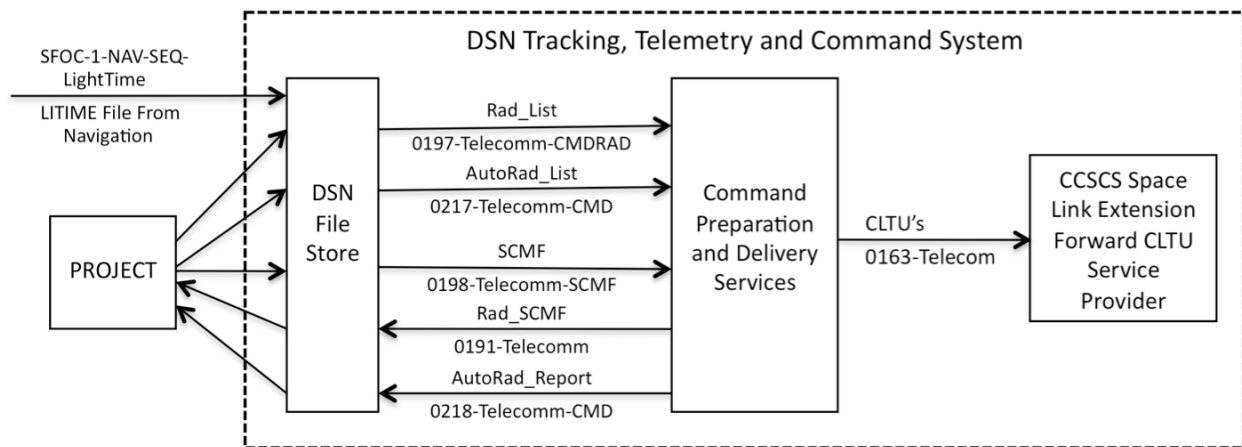 DSN Tracking, Telemetry and Command System
SFOC-1-NAV-SEQ-
LightTime
LITIME File From
Navigation
PROJECT
DSN
File
Store
Rad_List
0197-Telecomm-CMDRAD
AutoRad_List
0217-Telecomm-CMD
SCMF
0198-Telecomm-SCMF
Rad_SCMF
0191-Telecomm
AutoRad_Report
0218-Telecomm-CMD
Command
Preparation
and Delivery
Services
CLTU's
0163-Telecom
CCSCS Space
Link Extension
Forward CLTU
Service
Provider